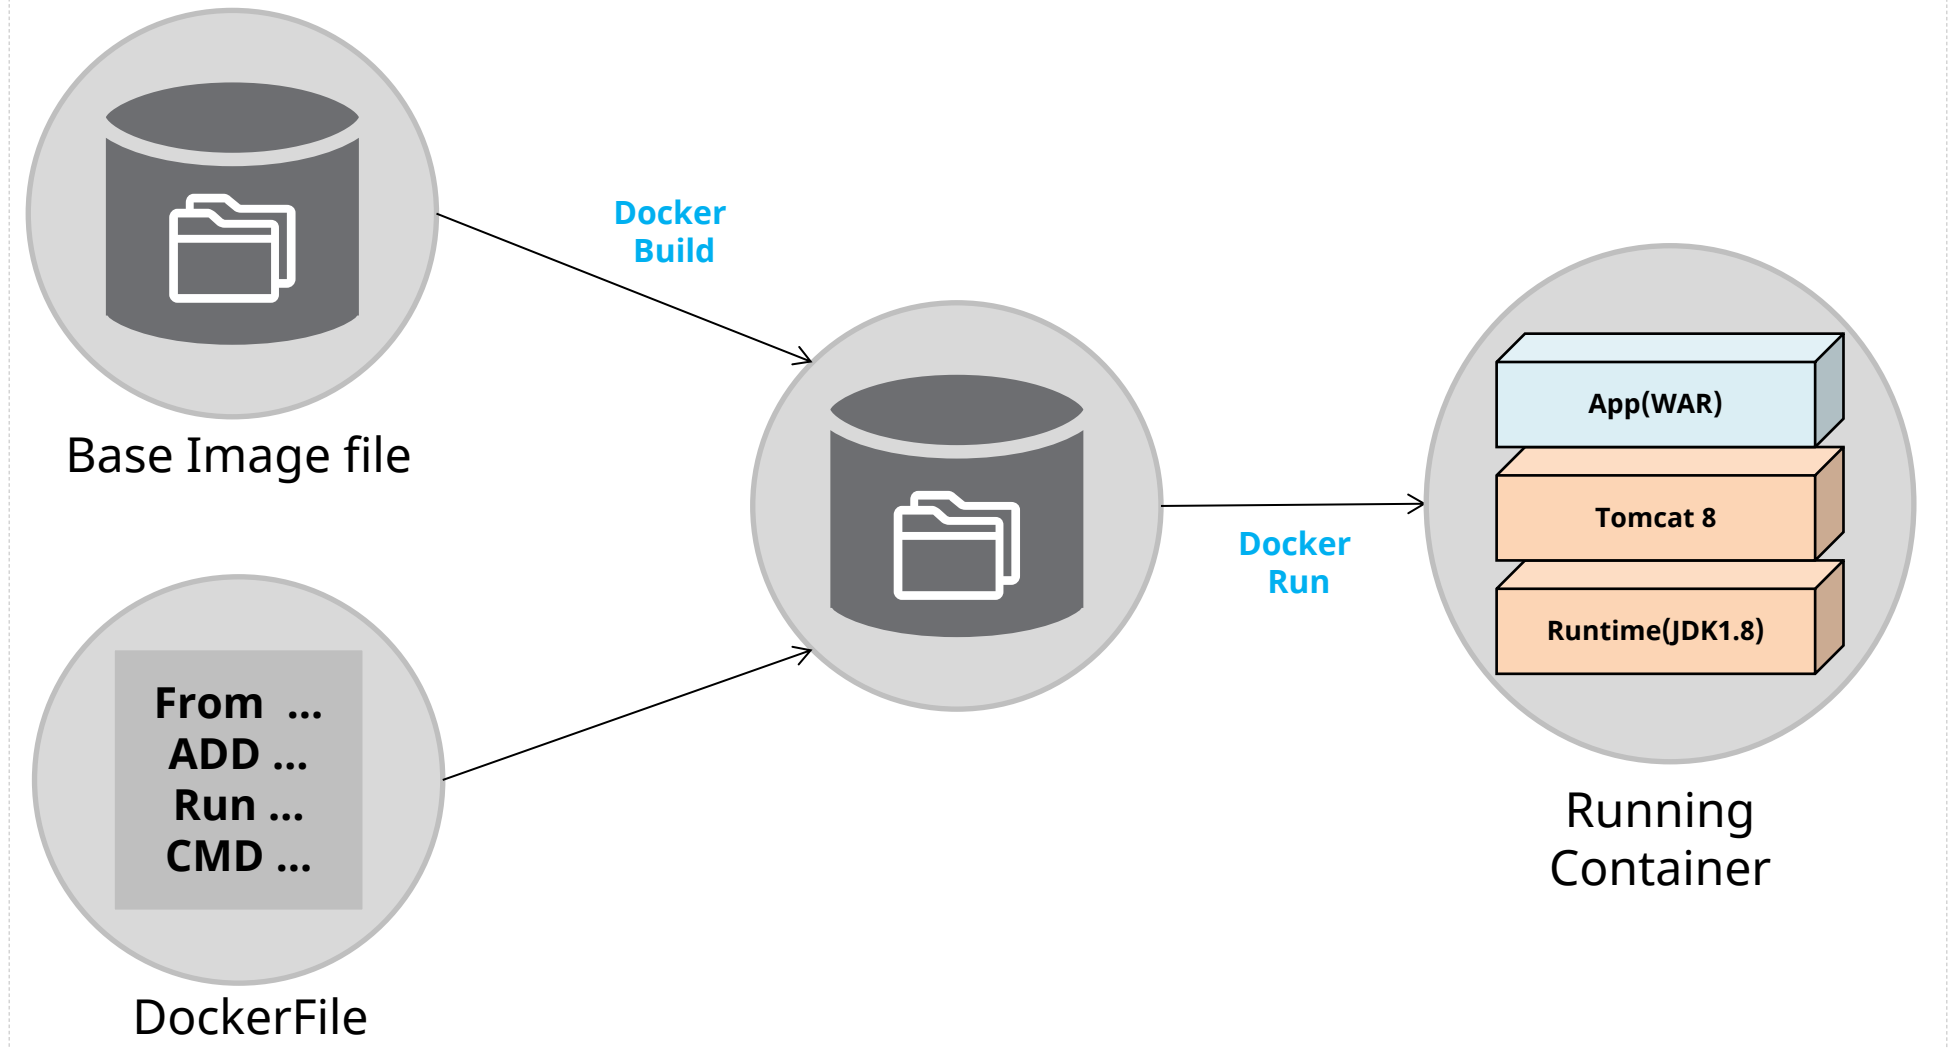 Docker
Build
Base Image file
App(WAR)
Tomcat 8
Runtime(JDK1.8)
Docker
Run
From  ...
ADD ...
Run ...
CMD ...
Running
Container
DockerFile